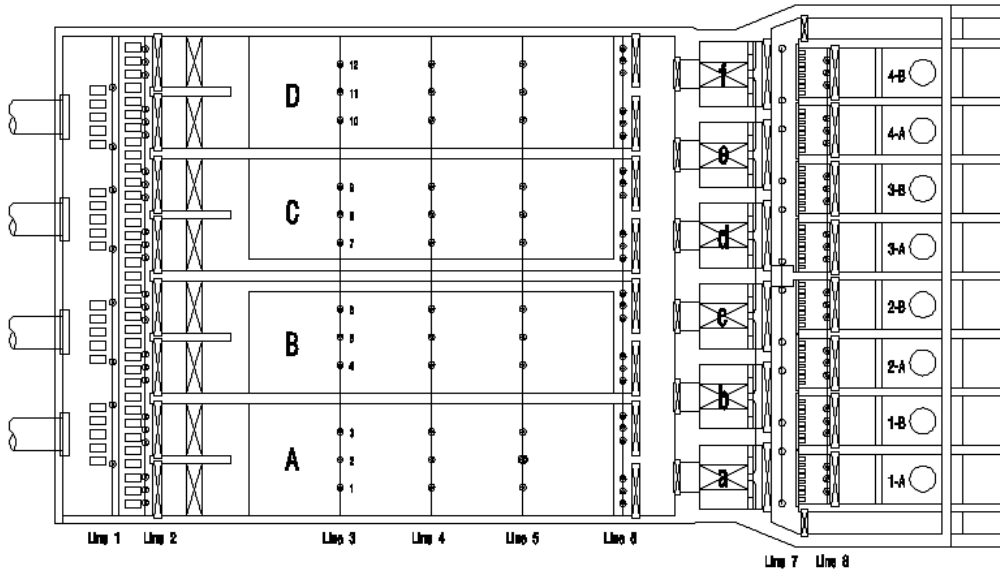 D
12
11
10
C
9
8
7
B
6
5
4
A
3
2
1
f
e
d
c
b
a
4-B
4-A
3-B
3-A
2-B
2-A
1-B
1-A
Line 1 Line 2 Line 3 Line 4 Line 5 Line 6
Line 7 Line 8